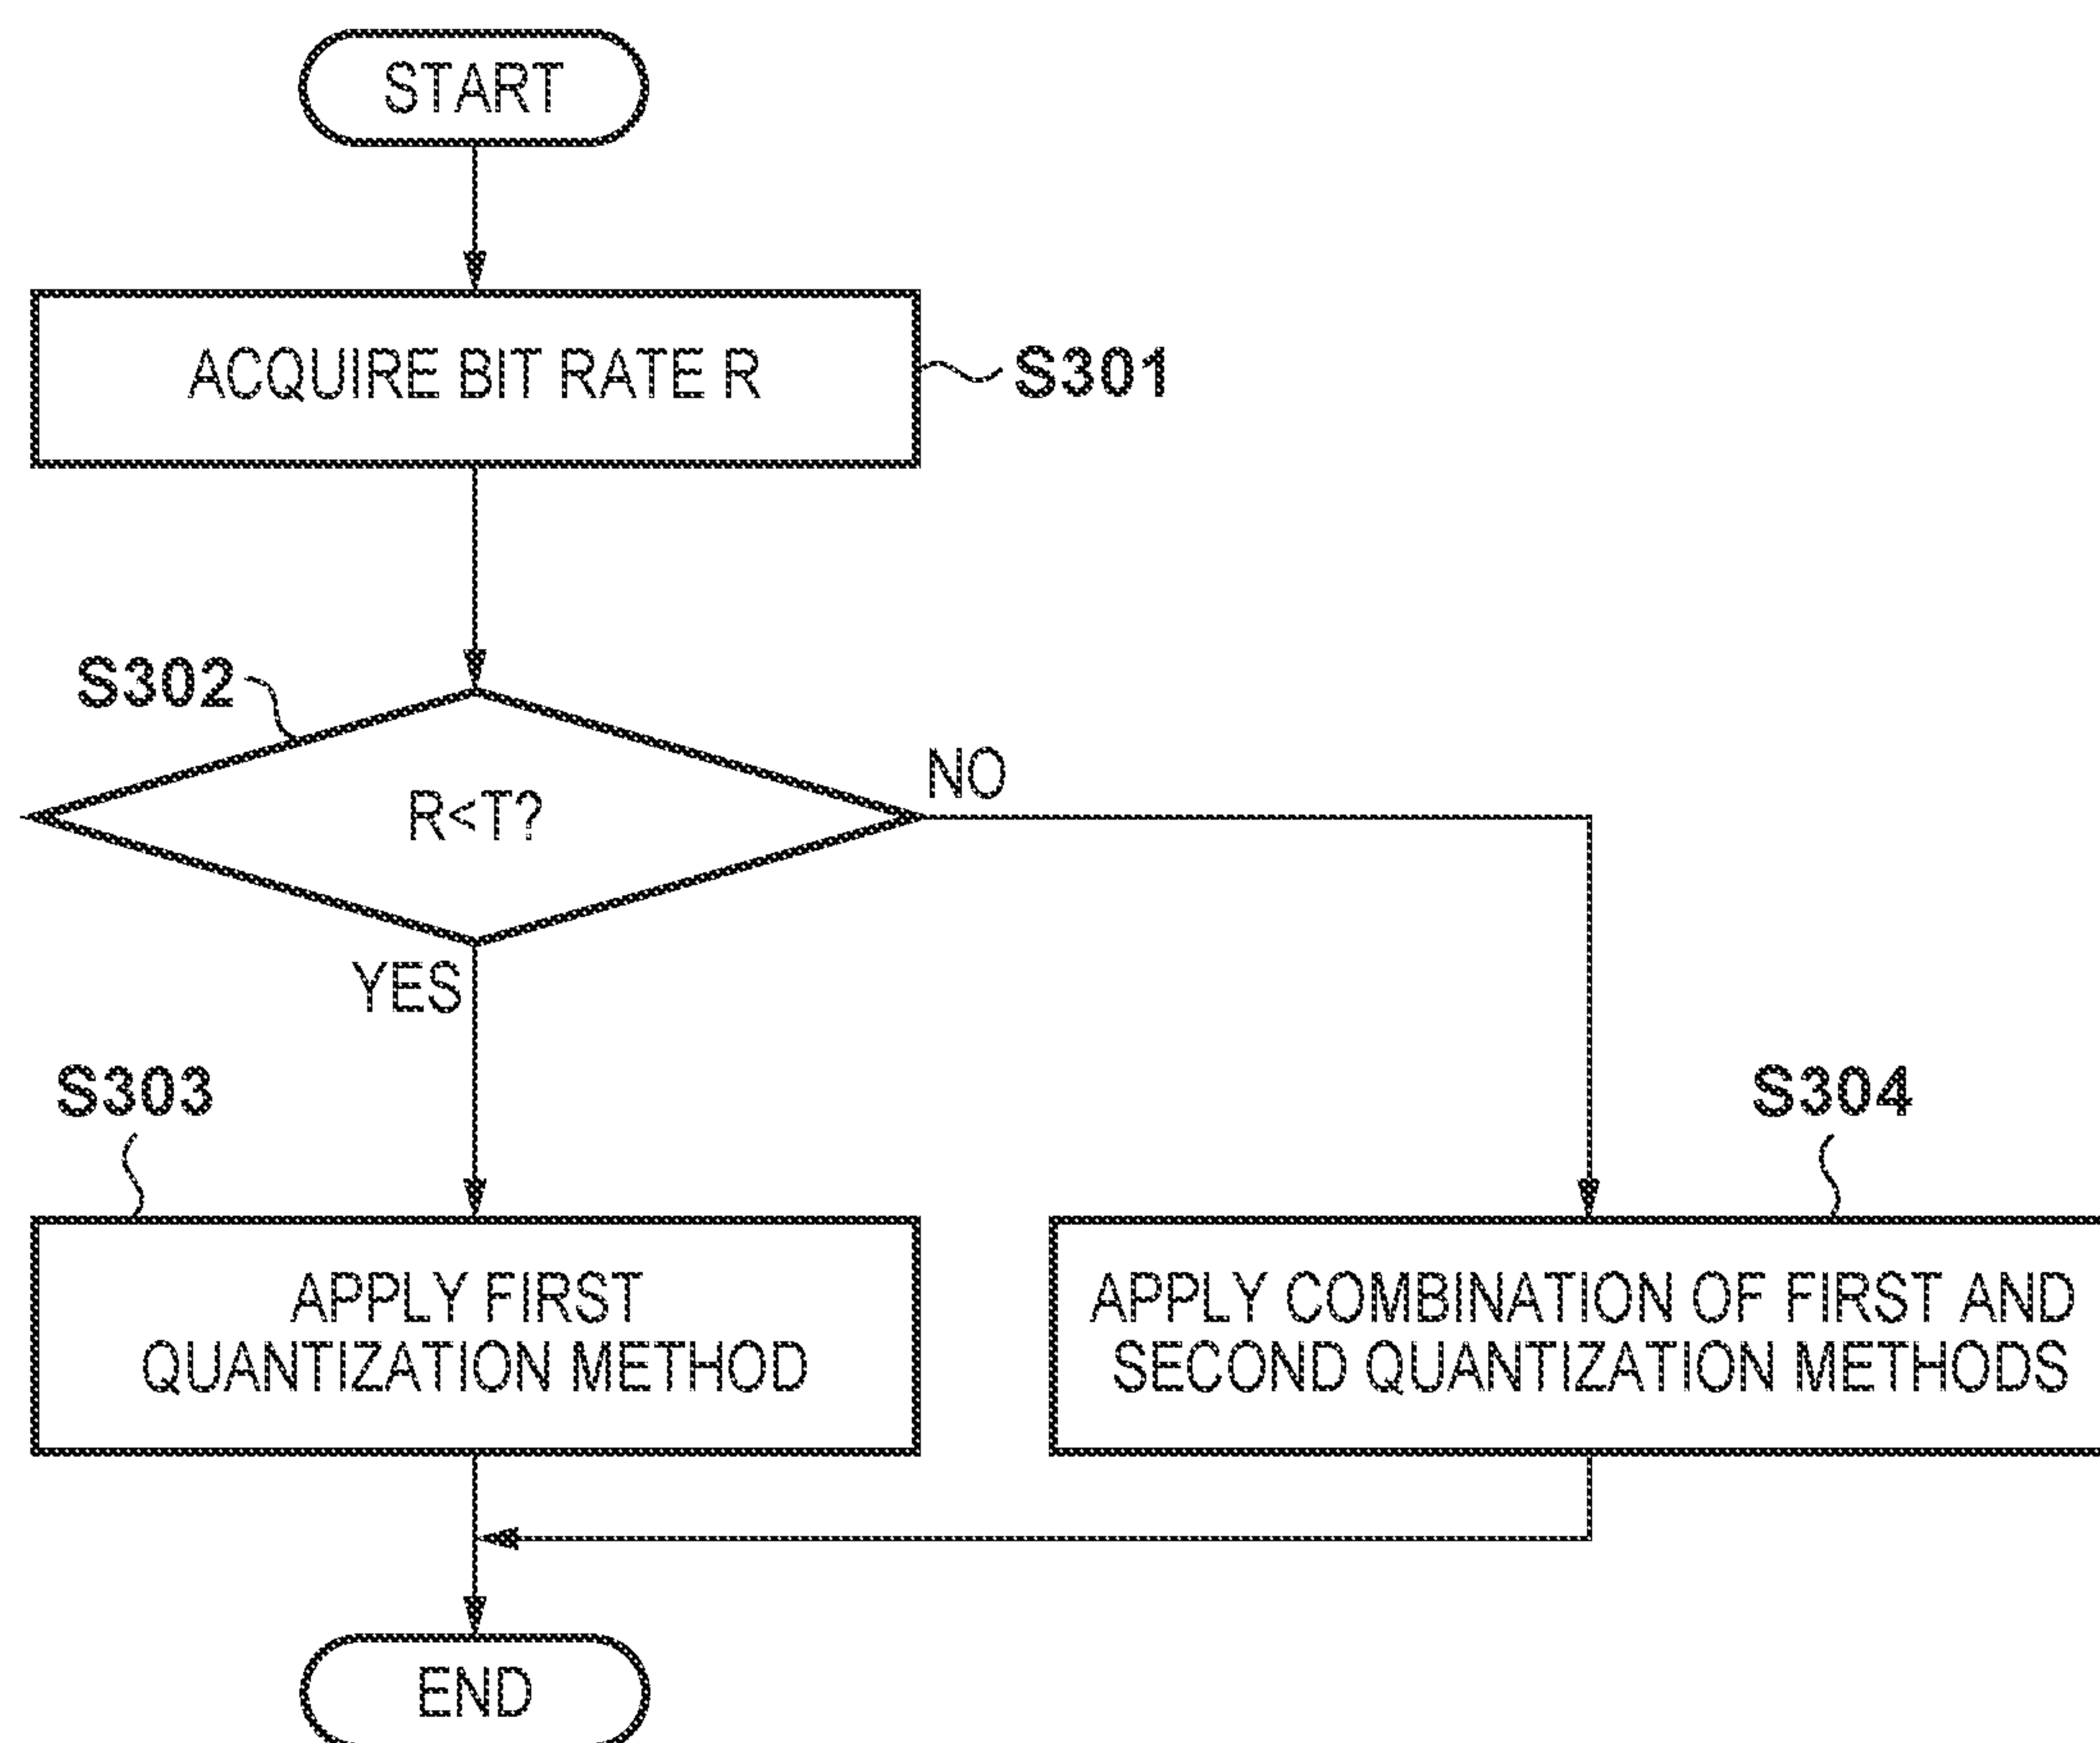 START
ACQUIRE BIT RATE R
S301
S302
R<T?
NO
YES
S303
S304
APPLY FIRST
QUANTIZATION METHOD
APPLY COMBINATION OF FIRST AND
SECOND QUANTIZATION METHODS
END